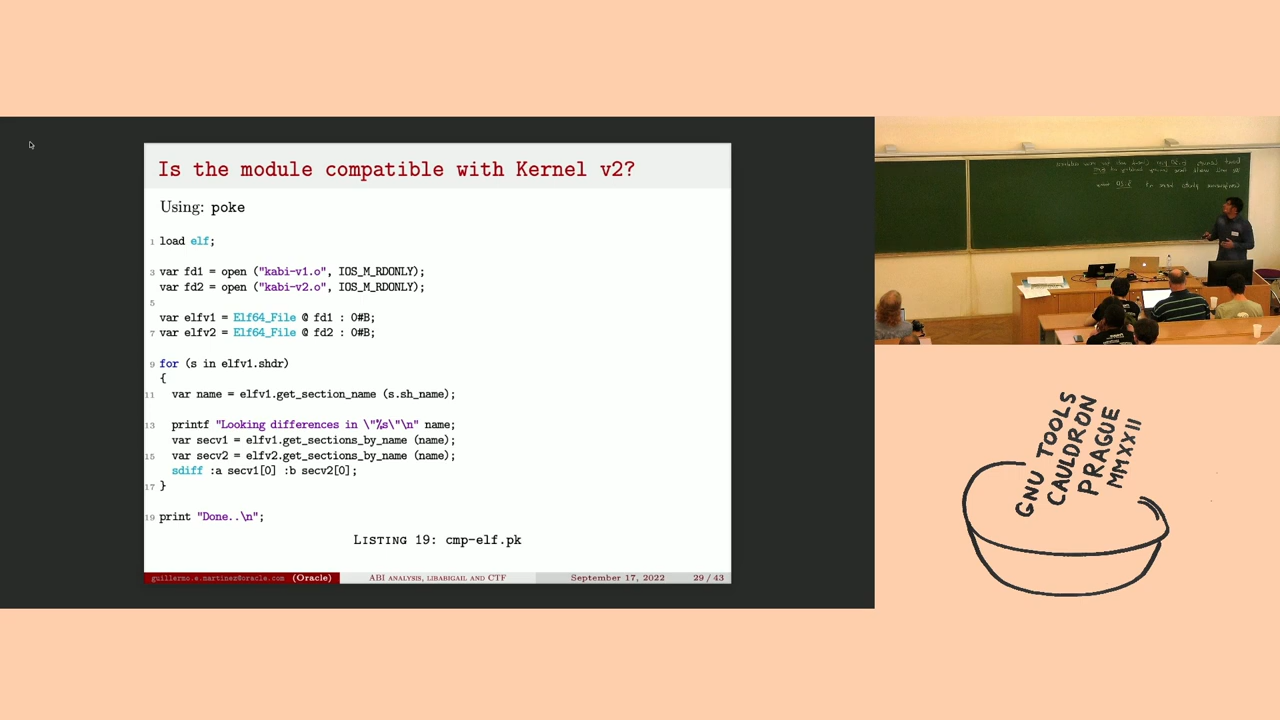 Is the module compatible with Kernel v2?
Using: poke
1 load elf;
3 var fd1 = open ("kabi-v1.o", IOS_M_RDONLY);
var fd2 = open ("kabi-v2.o", IOS_M_RDONLY);
5
var elfv1 = Elf64_File @ fd1 : 0#B;
7 var elfv2 = Elf64_File @ fd2 : 0#B;
9 for (s in elfv1.shdr)
{
11 var name = elfv1.get_section_name (s.sh_name);
13 printf "Looking differences in \"%s\"\n" name;
var secv1 = elfv1.get_sections_by_name (name);
15 var secv2 = elfv2.get_sections_by_name (name);
sdiff :a secv1[0] :b secv2[0];
17 }
19 print "Done..\n";
LISTING 19: cmp-elf.pk
guillermo.e.martinez@oracle.com (Oracle) ABI ANALYSIS, LIBABIGAIL AND CTF September 17, 2022 29 / 43
GNU TOOLS
CAULDRON
PRAGUE
MMXXII